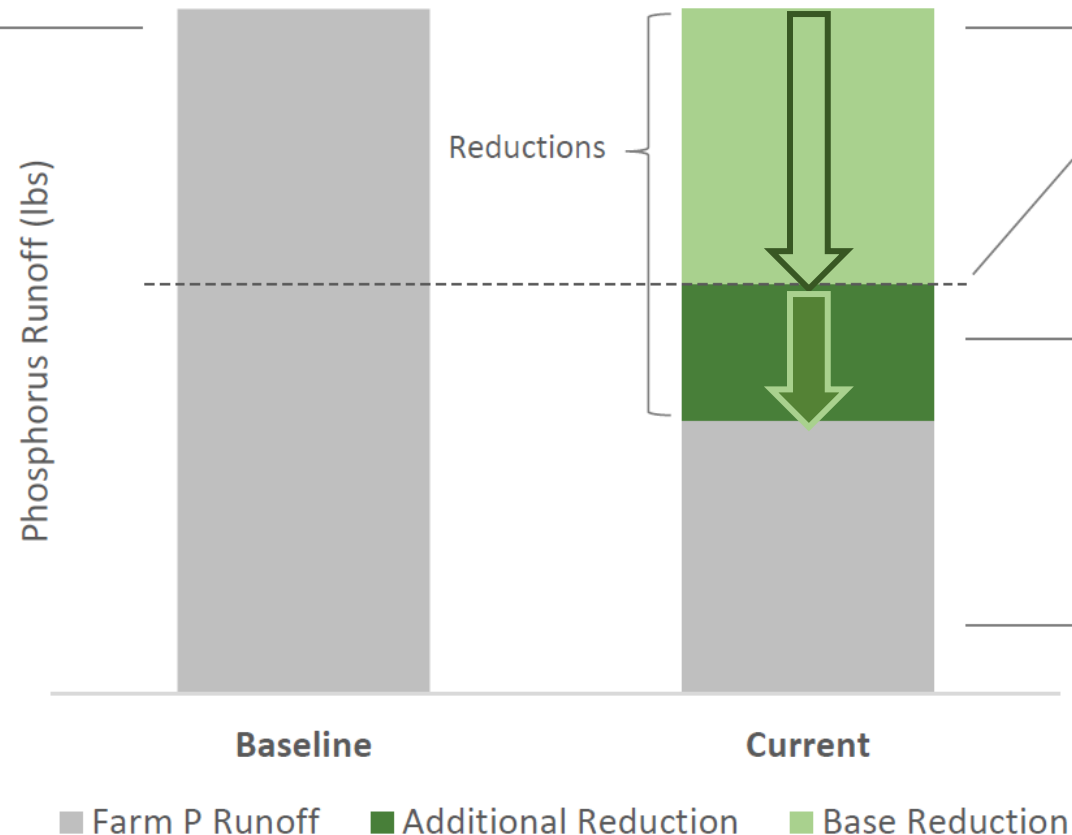 Reductions
Phosphorus Runoff (lbs)
Baseline
Current
Farm P Runoff
Additional Reduction
Base Reduction